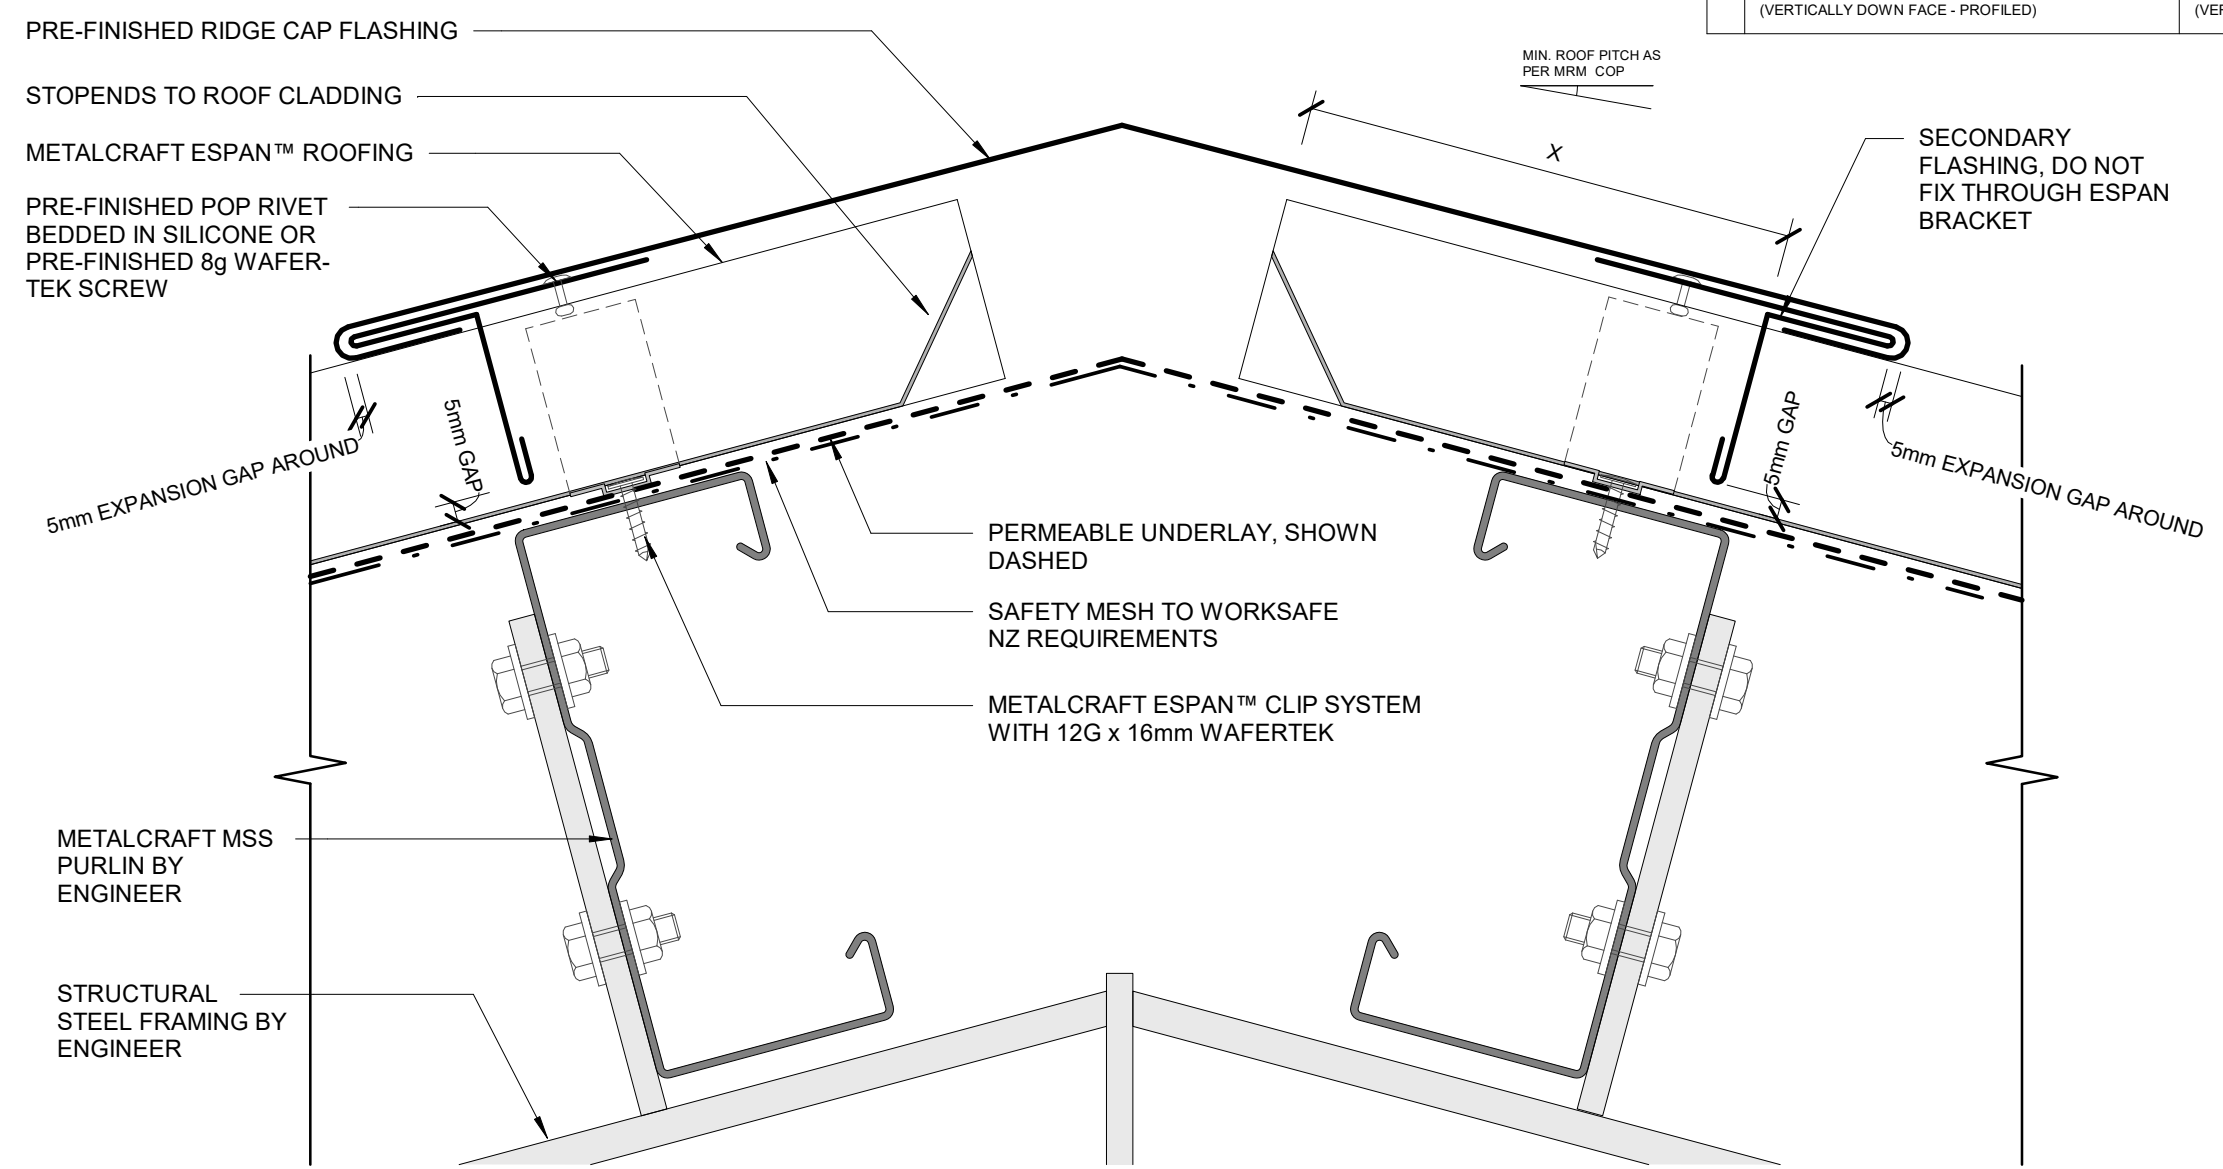 (VERTICALLY DOWN FACE - PROFILED)
PRE-FINISHED RIDGE CAP FLASHING
MIN. ROOF PITCH AS
PER MRM COP
STOPENDS TO ROOF CLADDING
METALCRAFT ESPAN™ ROOFING
X
SECONDARY
FLASHING, DO NOT
FIX THROUGH ESPAN
BRACKET
PRE-FINISHED POP RIVET
BEDDED IN SILICONE OR
PRE-FINISHED 8g WAFER-
TEK SCREW
5mm EXPANSION GAP AROUND
5mm GAP
5mm GAP
5mm EXPANSION GAP AROUND
PERMEABLE UNDERLAY, SHOWN
DASHED
SAFETY MESH TO WORKSAFE
NZ REQUIREMENTS
METALCRAFT ESPAN™ CLIP SYSTEM
WITH 12G x 16mm WAFERTEK
METALCRAFT MSS
PURLIN BY
ENGINEER
STRUCTURAL
STEEL FRAMING BY
ENGINEER